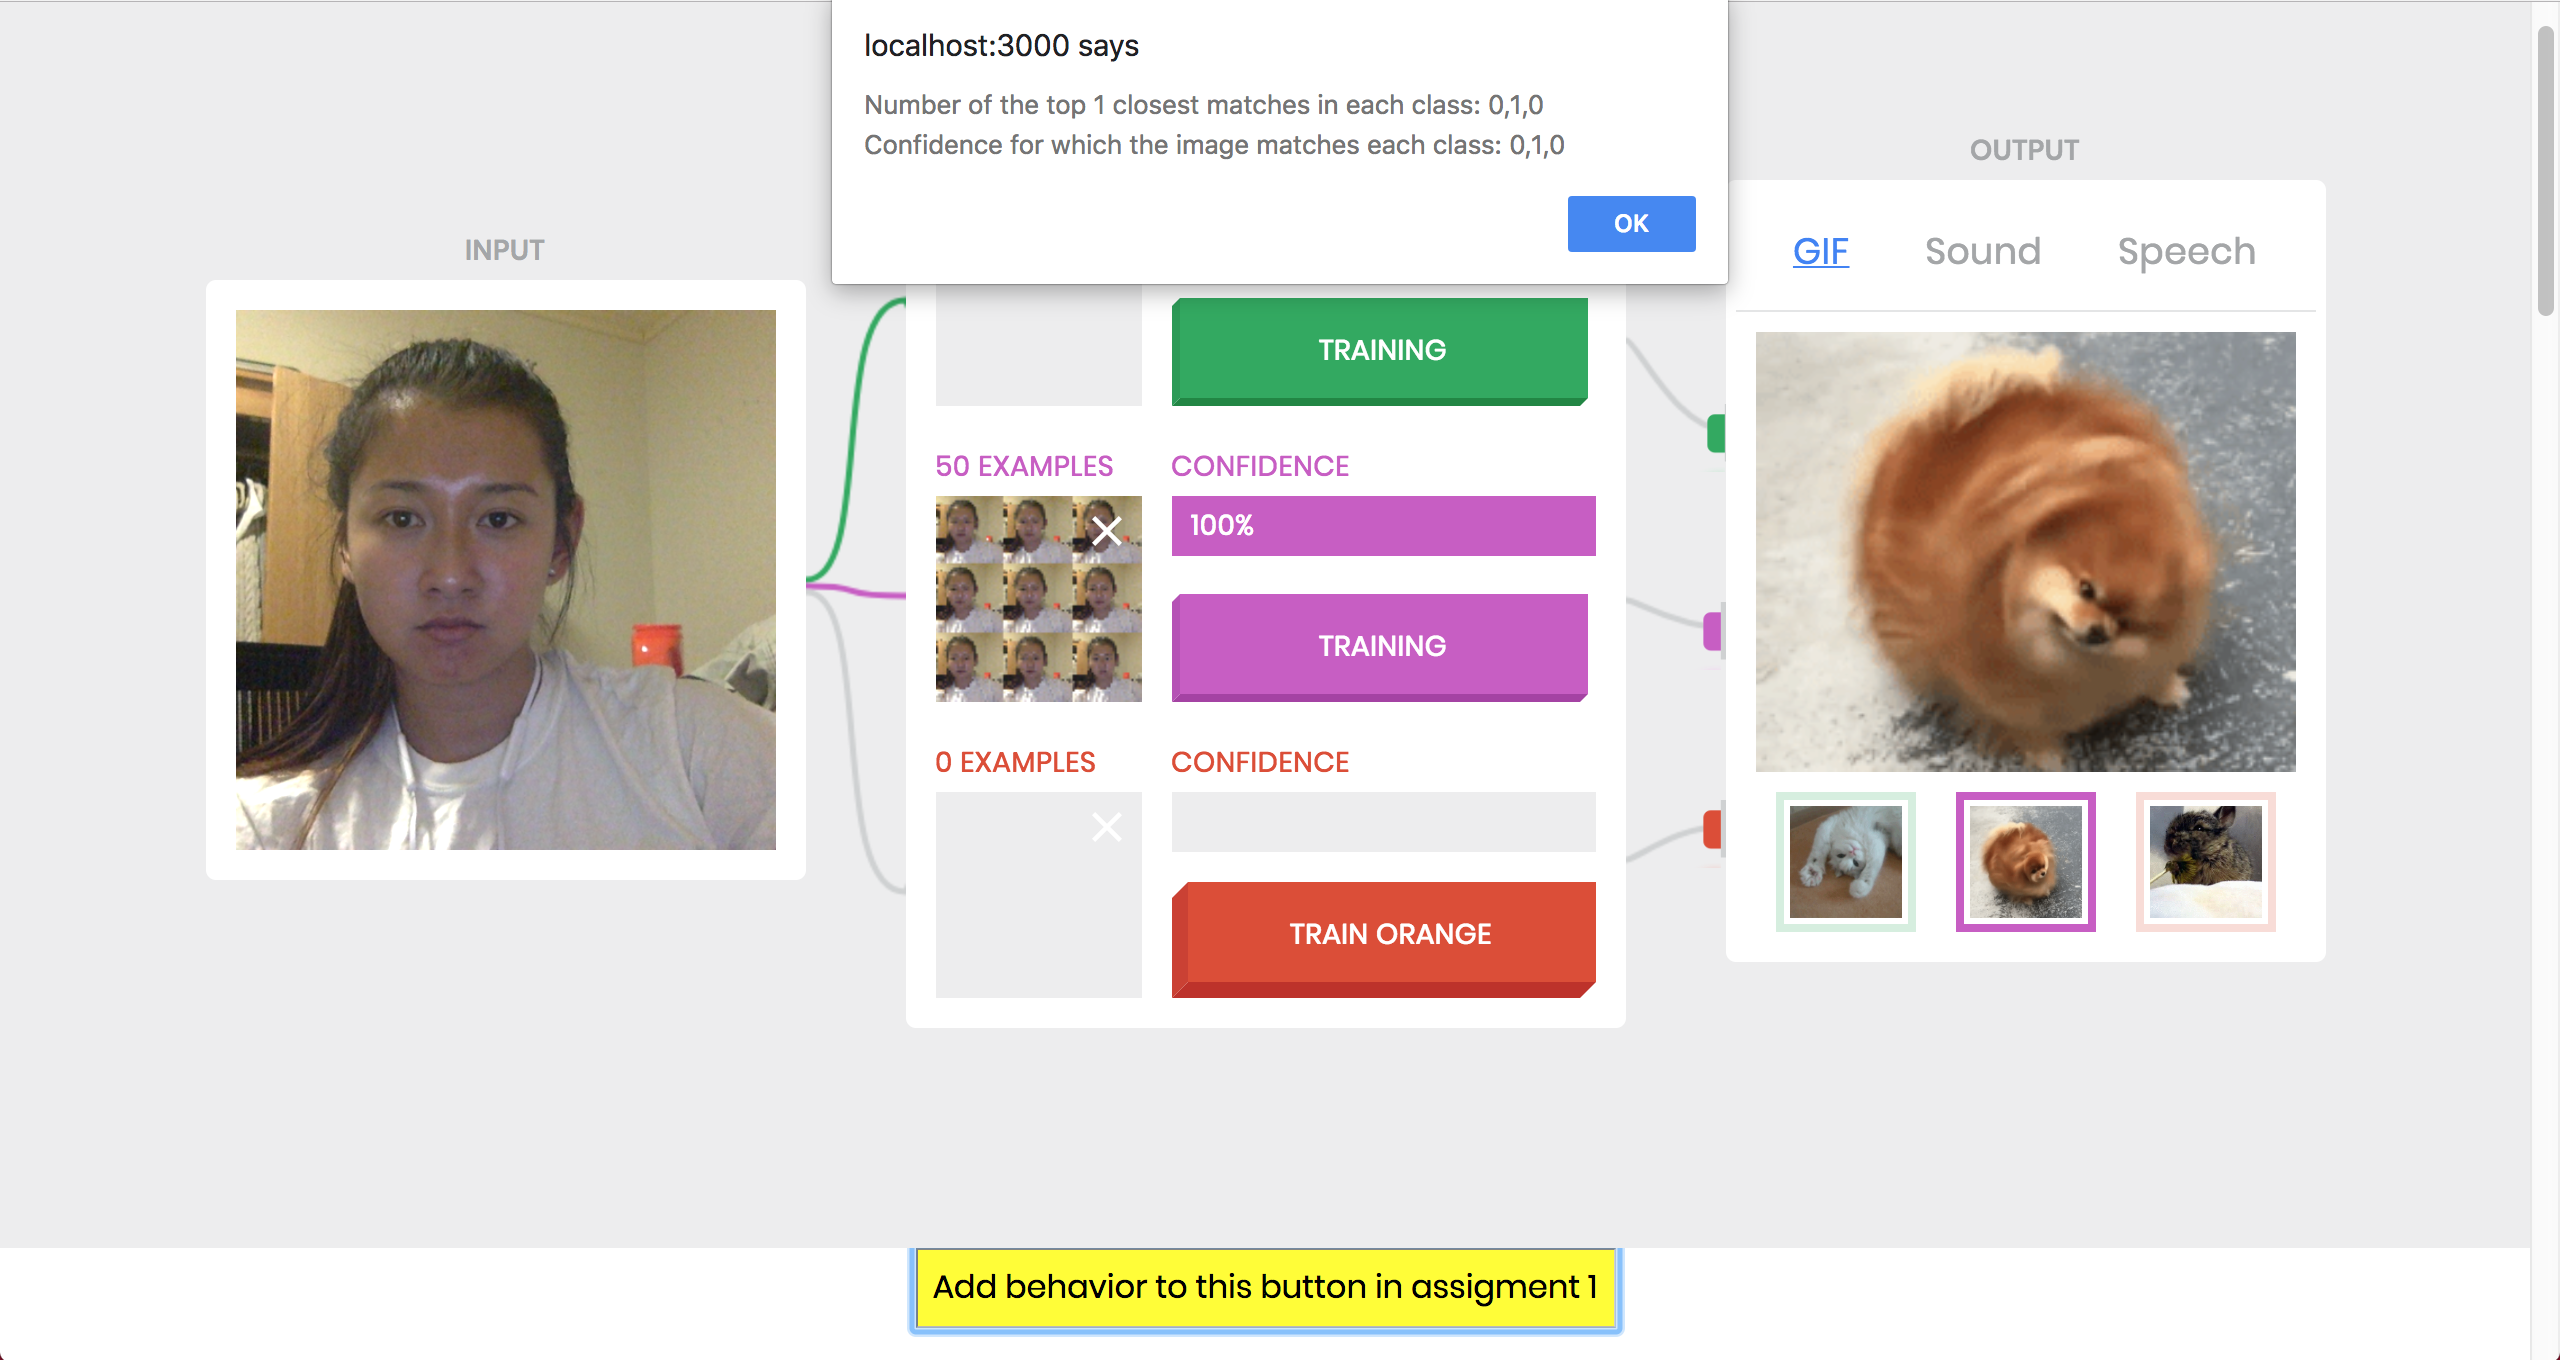 localhost:3000 says
Number of the top 1 closest matches in each class: 0,1,0
Confidence for which the image matches each class: 0,1,0
OK
INPUT
TRAINING
50 EXAMPLES
CONFIDENCE
100%
TRAINING
0 EXAMPLES
CONFIDENCE
TRAIN ORANGE
OUTPUT
GIF Sound Speech
Add behavior to this button in assigment 1